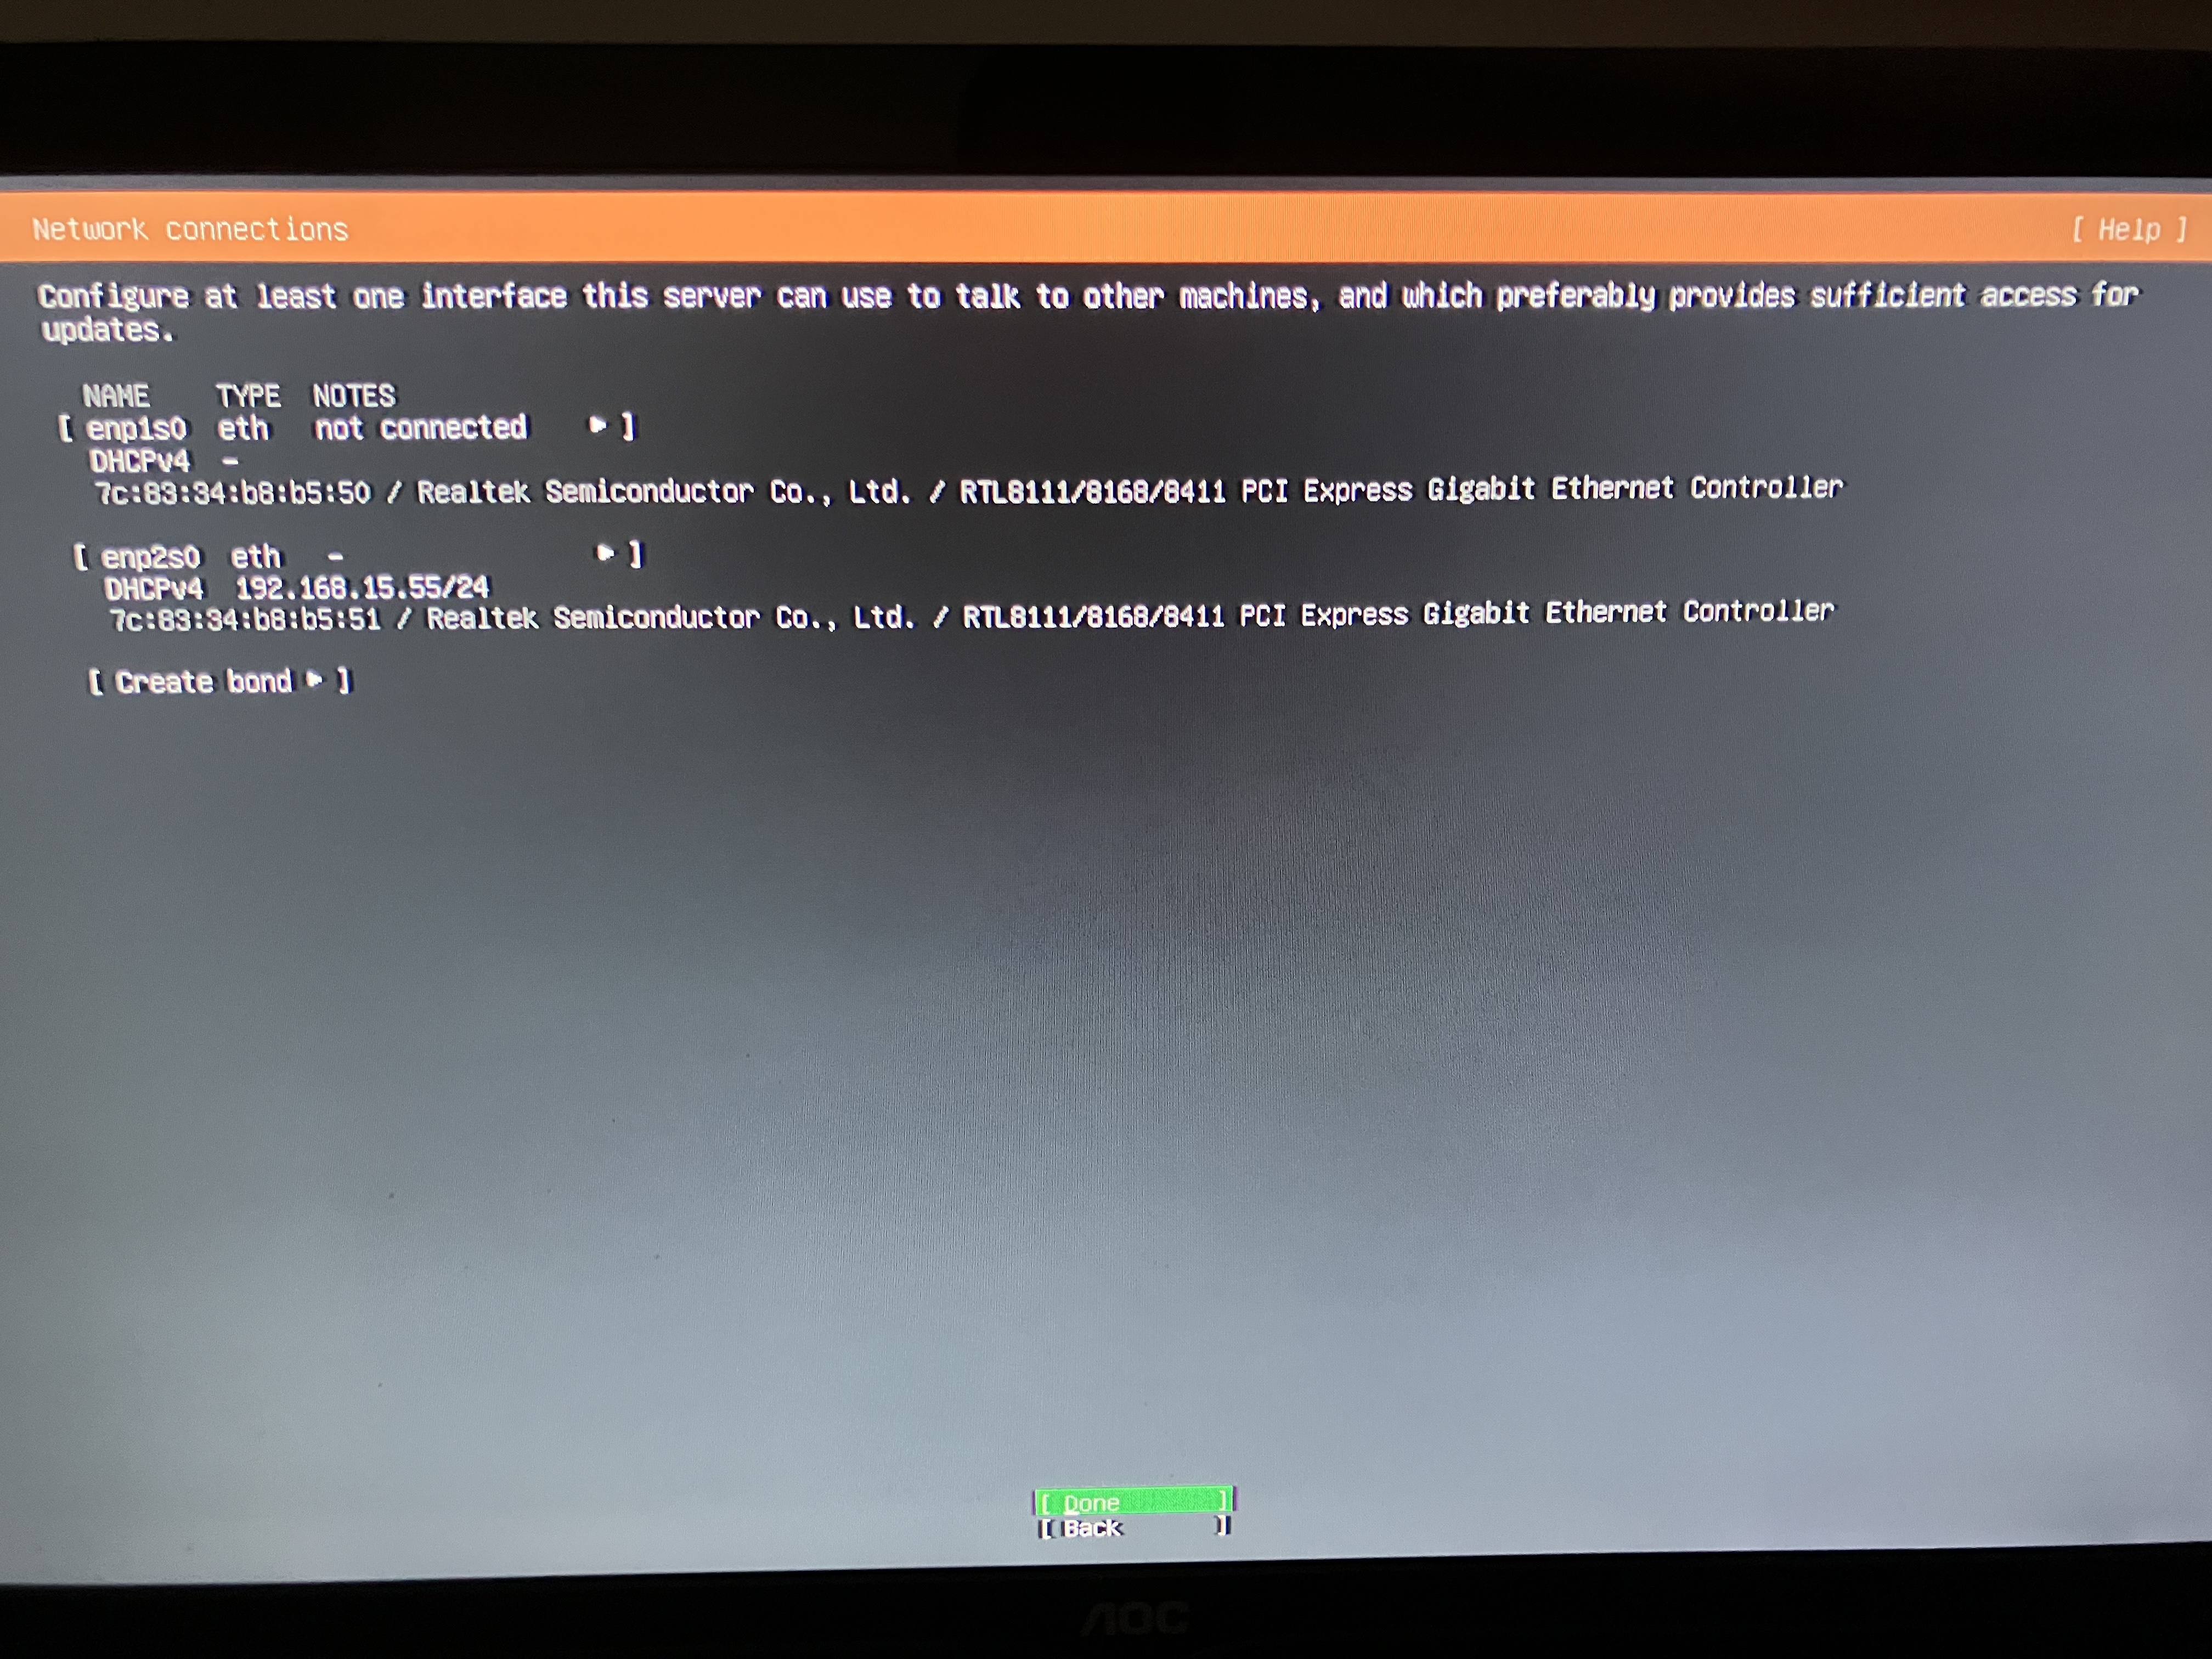 Network connections [ Help ]
Configure at least one interface this server can use to talk to other machines, and which preferably provides sufficient access for
updates.
NAME TYPE NOTES
[ enp1s0 eth not connected ▸ ]
DHCPv4 -
7c:83:34:b8:b5:50 / Realtek Semiconductor Co., Ltd. / RTL8111/8168/8411 PCI Express Gigabit Ethernet Controller
[ enp2s0 eth - ▸ ]
DHCPv4 192.168.15.55/24
7c:83:34:b8:b5:51 / Realtek Semiconductor Co., Ltd. / RTL8111/8168/8411 PCI Express Gigabit Ethernet Controller
[ Create bond ▸ ]
[ Done ]
[ Back ]
AOC